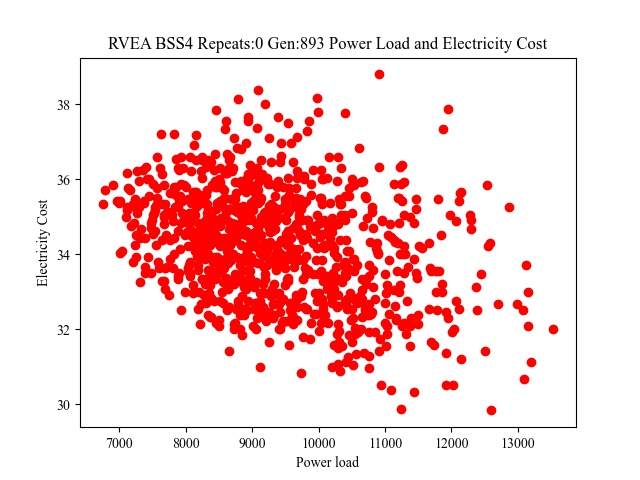 RVEA BSS4 Repeats:0 Gen:893 Power Load and Electricity Cost
Electricity Cost
38
36
34
32
30
7000 8000 9000 10000 11000 12000 13000
Power load